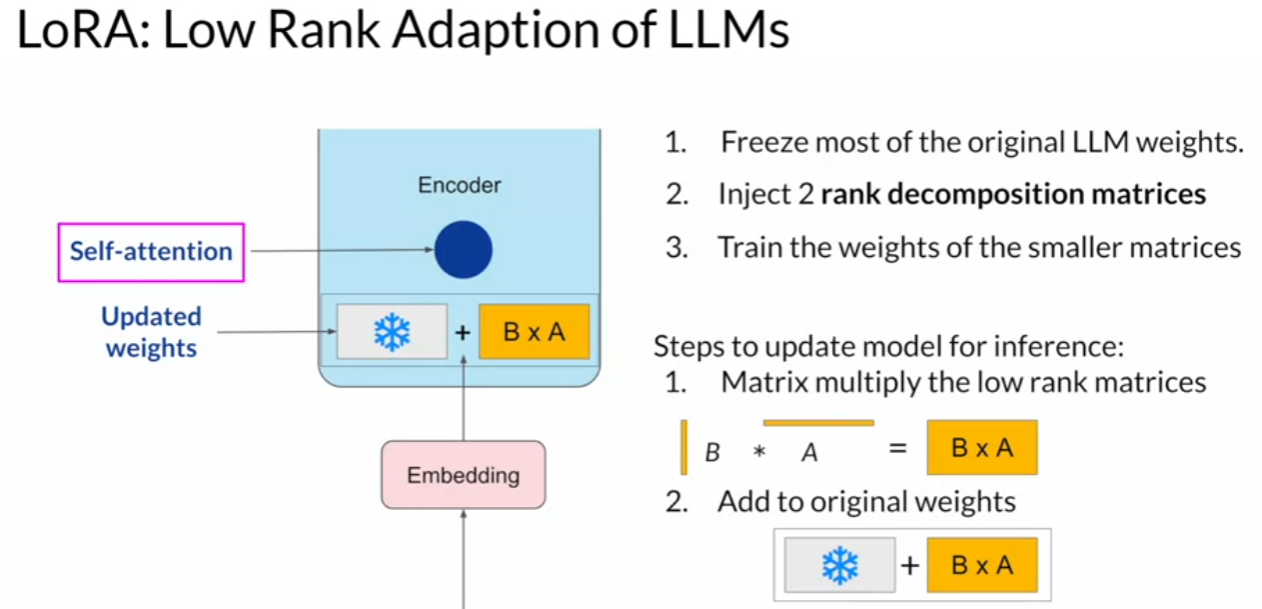 LoRA: Low Rank Adaption of LLMs
Encoder
Self-attention
Updated
weights
+ B x A
Embedding
1. Freeze most of the original LLM weights.
2. Inject 2 rank decomposition matrices
3. Train the weights of the smaller matrices
Steps to update model for inference:
1. Matrix multiply the low rank matrices
B * A = B x A
2. Add to original weights
+ B x A